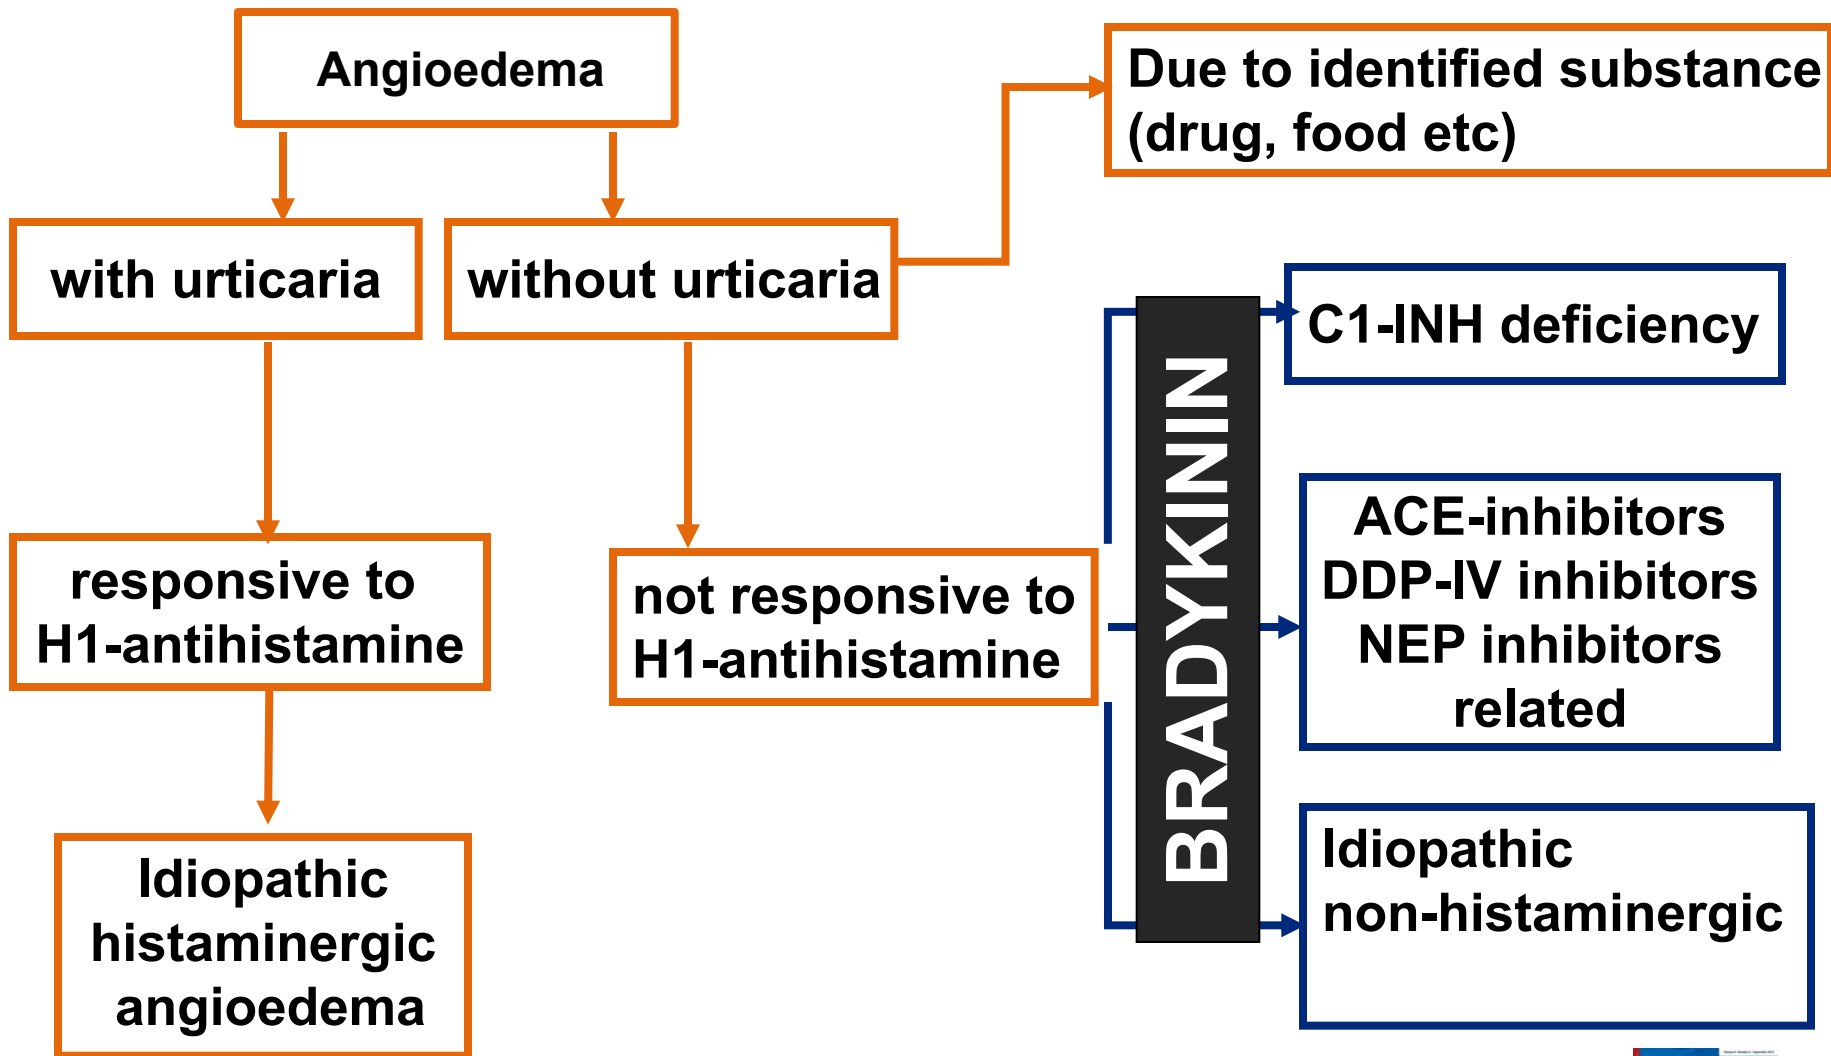 Angioedema
Due to identified substance
(drug, food etc)
with urticaria
without urticaria
C1-INH deficiency
BRADYKININ
ACE-inhibitors
DDP-IV inhibitors
NEP inhibitors
related
responsive to
H1-antihistamine
not responsive to
H1-antihistamine
Idiopathic
non-histaminergic
Idiopathic
histaminergic
angioedema